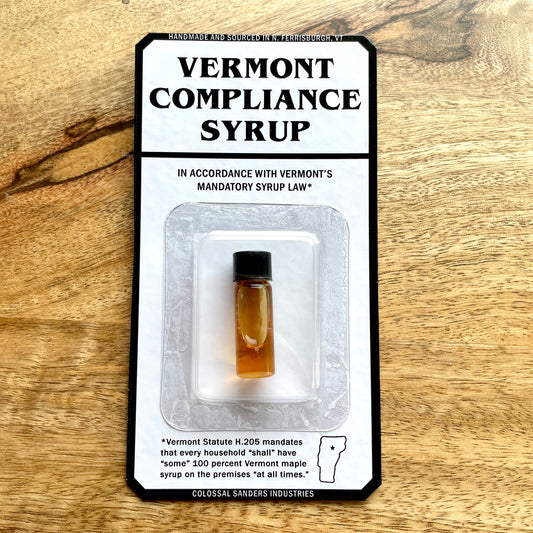 HANDMADE AND SOURCED IN N. FERRISBURGH, VT
VERMONT
COMPLIANCE
SYRUP
IN ACCORDANCE WITH VERMONT'S
MANDATORY SYRUP LAW*
*Vermont Statute H.205 mandates
that every household “shall” have
“some” 100 percent Vermont maple
syrup on the premises “at all times.”
COLOSSAL SANDERS INDUSTRIES